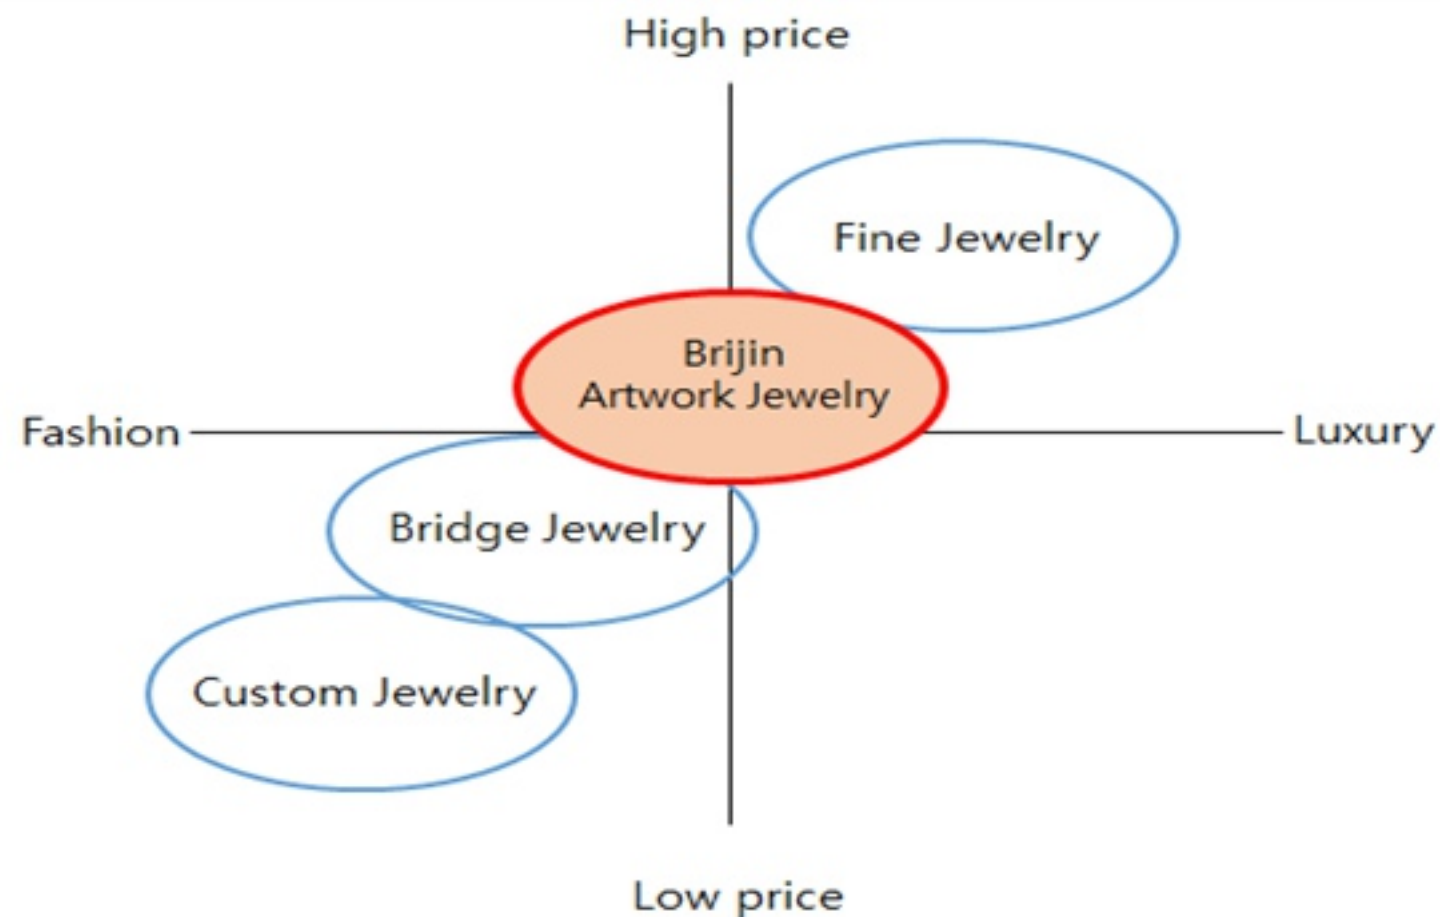 High price
Fine Jewelry
Brijin
Artwork Jewelry
Fashion
Luxury
Bridge Jewelry
Custom Jewelry
Low price